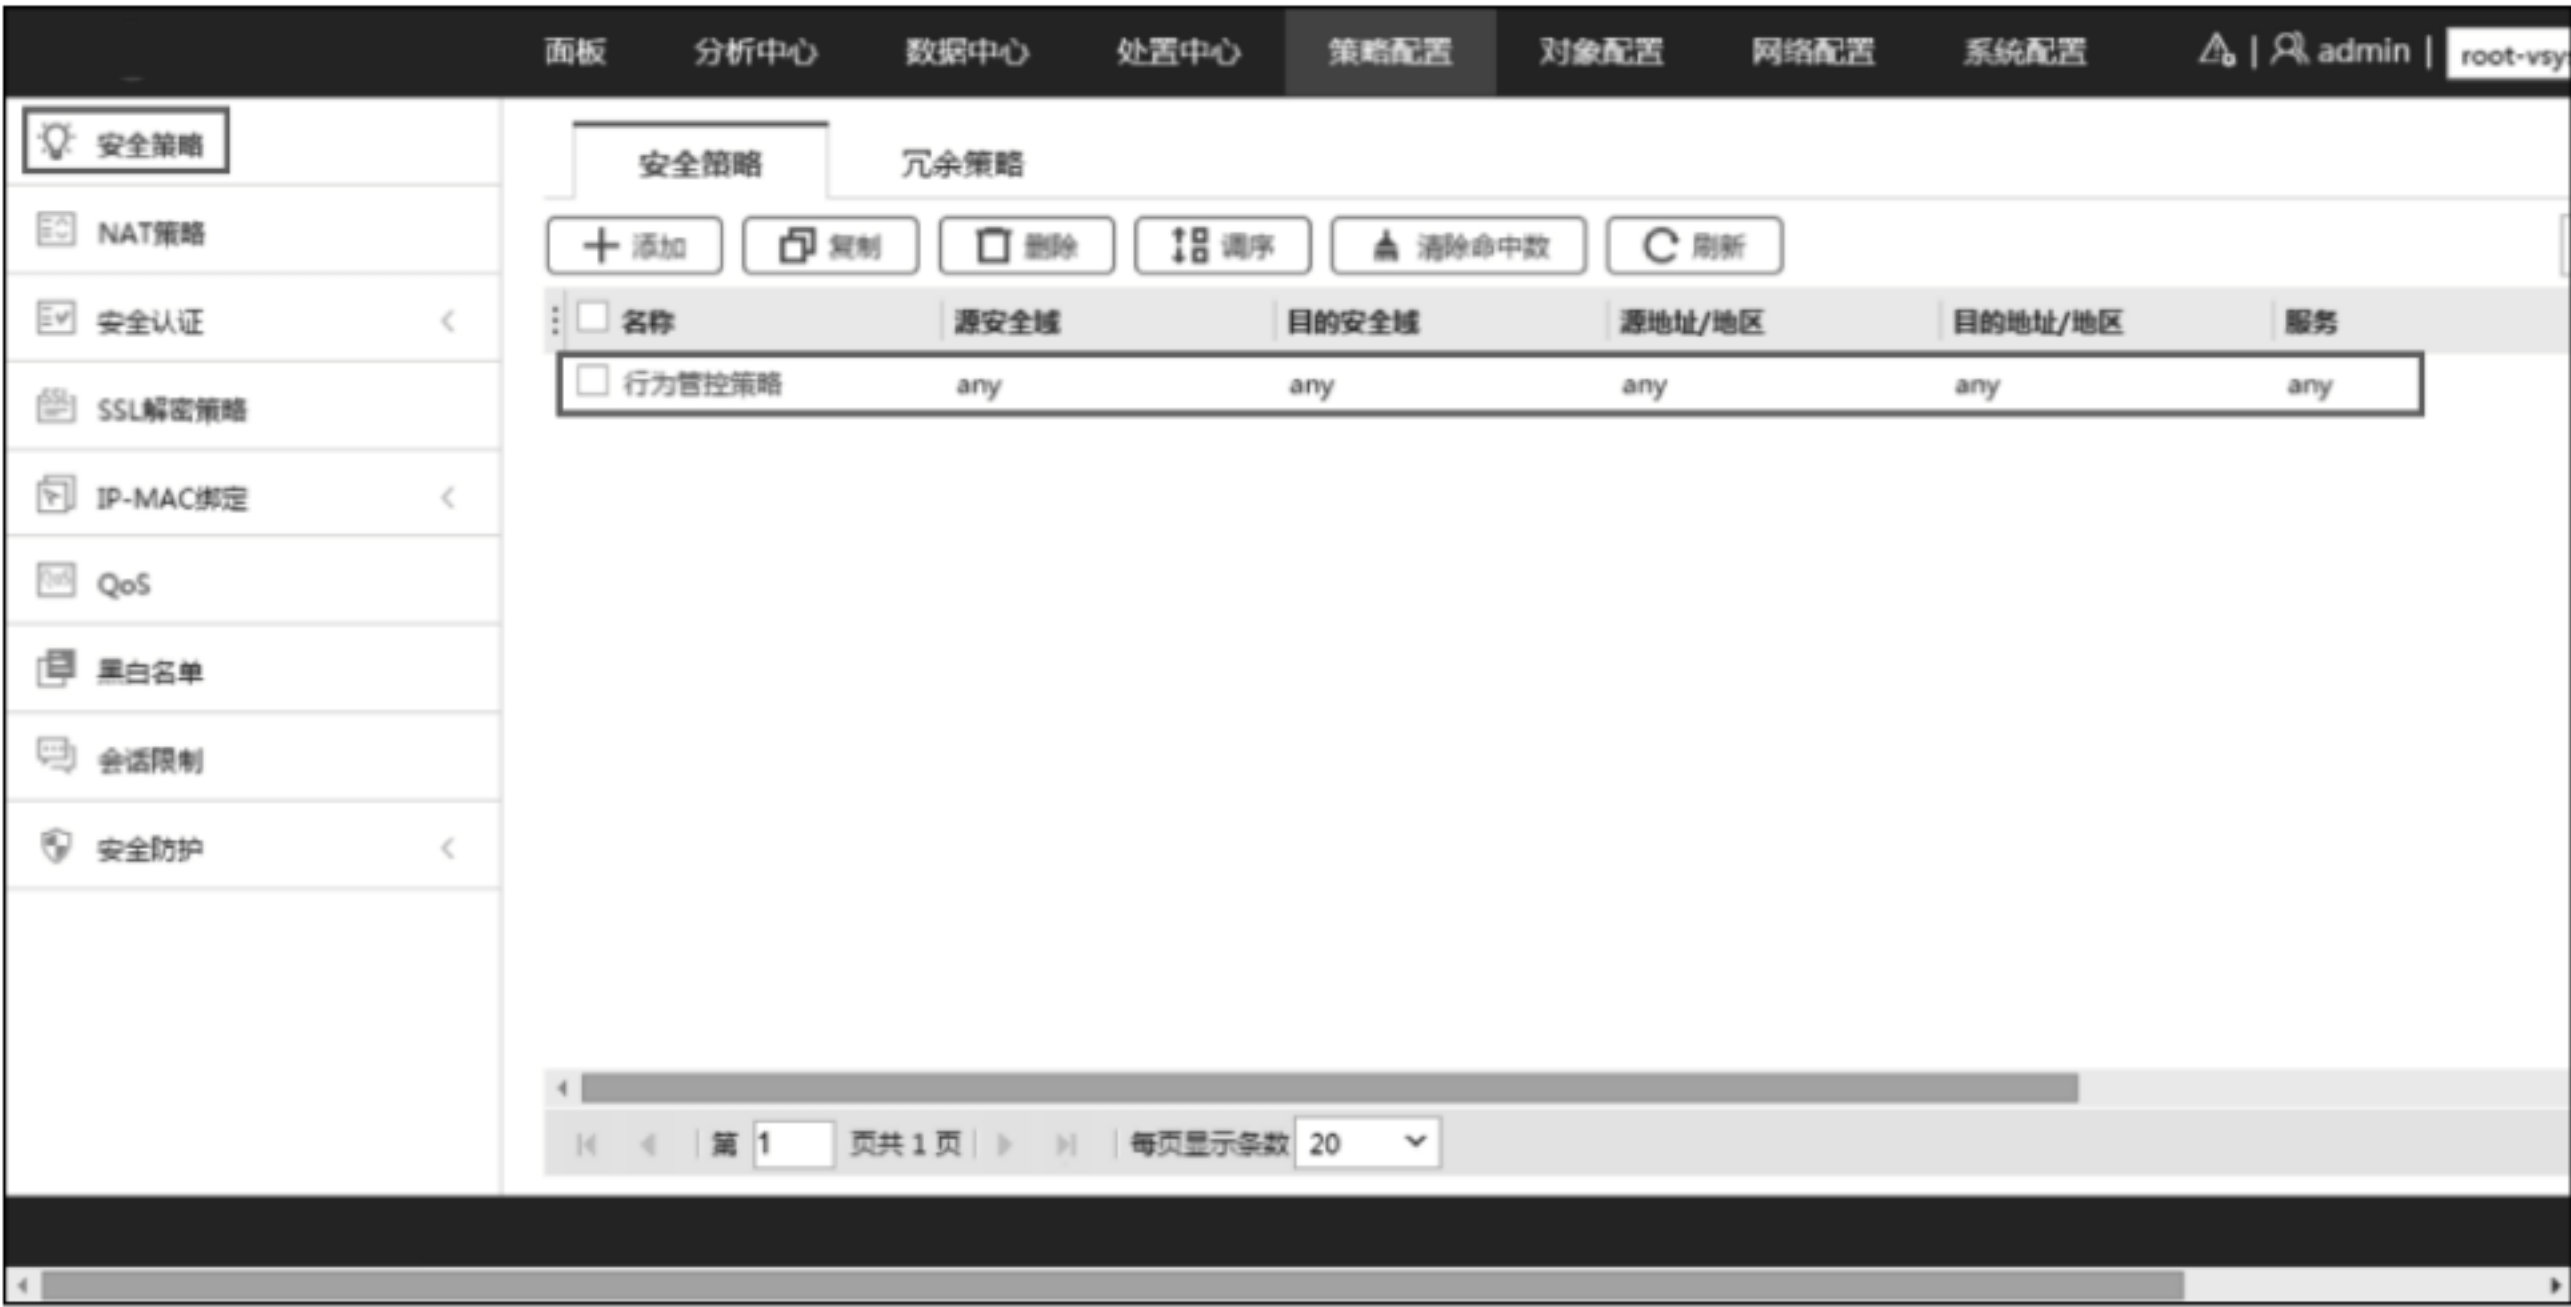 面板 分析中心 数据中心 处置中心 策略配置 对象配置 网络配置 系统配置 | admin | root-vsy
安全策略
NAT策略
安全认证
SSL解密策略
IP-MAC绑定
QoS
黑白名单
会话限制
安全防护
安全策略 冗余策略
添加 复制 删除 调序 清除命中数 刷新
名称 源安全域 目的安全域 源地址/地区 目的地址/地区 服务
行为管控策略 any any any any any
第 1 页共 1 页 每页显示条数 20